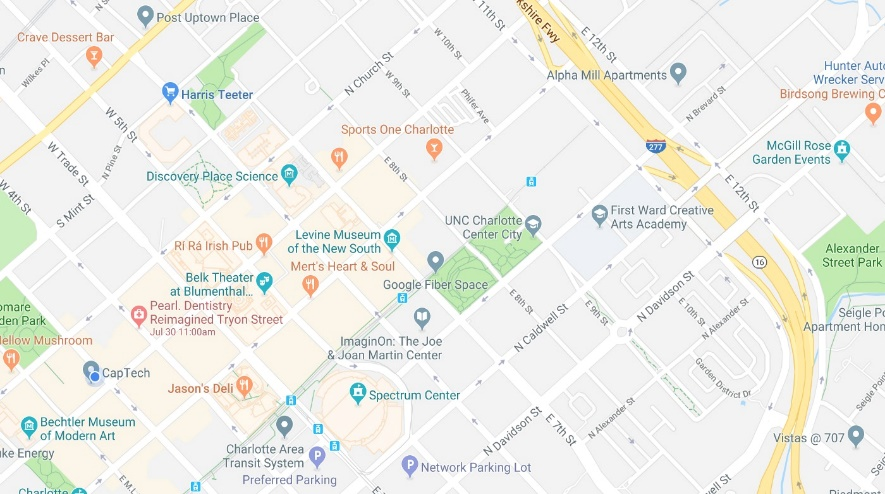 Post Uptown Place
Crave Dessert Bar
Wilkes Pl
Harris Teeter
W 5th St
N Pine St
W Trade St
W 4th St
S Mint St
N Church St
W 10th St
W 9th St
11th St
Phifer Ave
kshire Fwy
E 12th St
Alpha Mill Apartments
N Brevard St
Hunter Auto
Wrecker Serv
Birdsong Brewing C
277
McGill Rose
Garden Events
E 12th St
Sports One Charlotte
E 8th St
Discovery Place Science
Levine Museum
of the New South
UNC Charlotte
Center City
First Ward Creative
Arts Academy
Rí Rá Irish Pub
Mert's Heart & Soul
Belk Theater
at Blumenthal...
Google Fiber Space
16
Alexander
Street Park
Pearl. Dentistry
Reimagined Tryon Street
Jul 30 11:00am
omare
den Park
ellow Mushroom
ImaginOn: The Joe
& Joan Martin Center
E 8th St
E 9th St
N Caldwell St
N Davidson St
E 10th St
N Alexander St
Garden District Dr
Seigle Po
Apartment Hom
Seigle
CapTech
Jason's Deli
Spectrum Center
Bechtler Museum
of Modern Art
uke Energy
Charlotte Area
Transit System
Preferred Parking
Network Parking Lot
N Davidson St
E 7th St
N Alexander St
Vistas @ 707
well St
Seigle
Piedmont
Charlotte
E M L